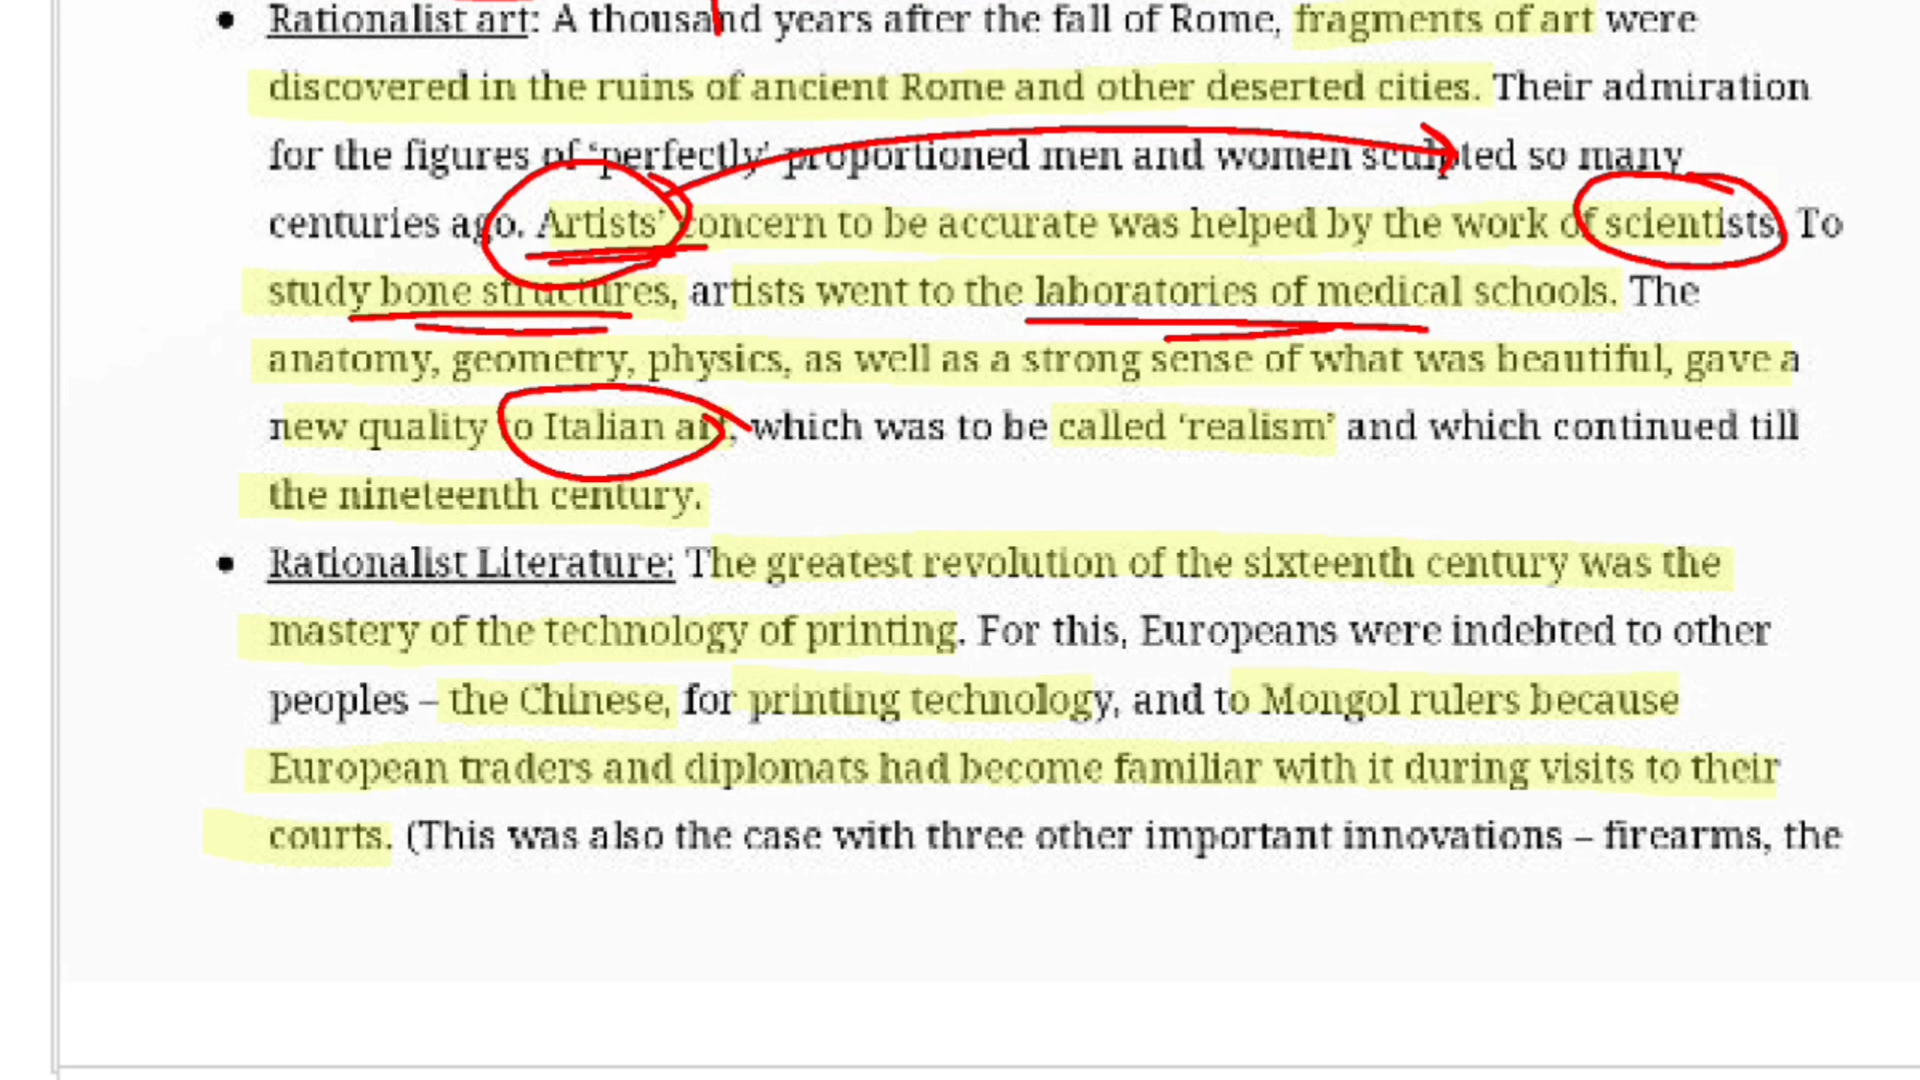 • Rationalist art: A thousand years after the fall of Rome, fragments of art were
discovered in the ruins of ancient Rome and other deserted cities. Their admiration
for the figures of ‘perfectly’ proportioned men and women sculpted so many
centuries ago. Artists’ concern to be accurate was helped by the work of scientists. To
study bone structures, artists went to the laboratories of medical schools. The
anatomy, geometry, physics, as well as a strong sense of what was beautiful, gave a
new quality to Italian art, which was to be called ‘realism’ and which continued till
the nineteenth century.
• Rationalist Literature: The greatest revolution of the sixteenth century was the
mastery of the technology of printing. For this, Europeans were indebted to other
peoples – the Chinese, for printing technology, and to Mongol rulers because
European traders and diplomats had become familiar with it during visits to their
courts. (This was also the case with three other important innovations – firearms, the